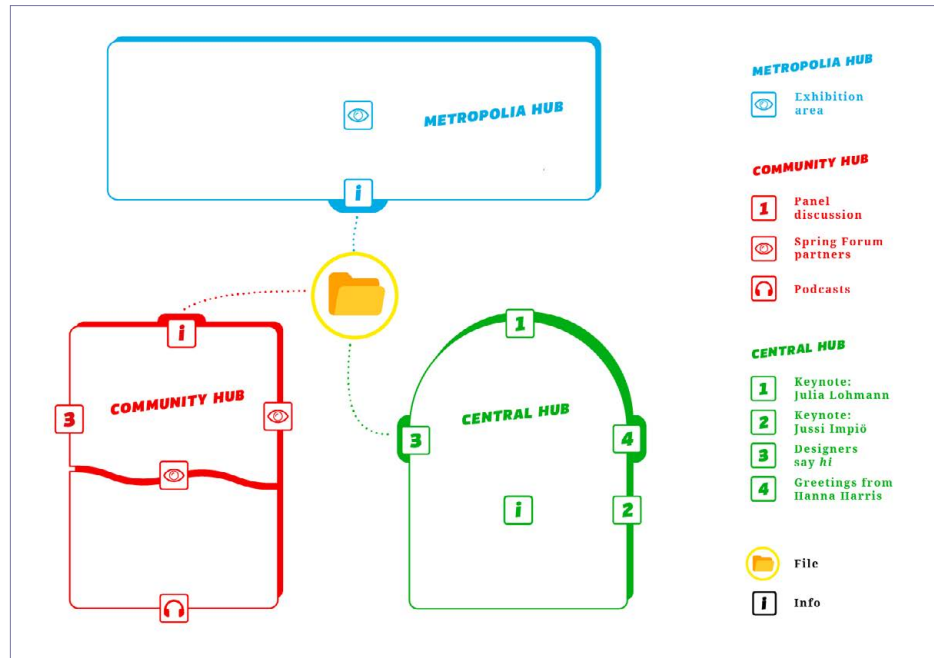 METROPOLIA HUB
i
i
COMMUNITY HUB
3
1
CENTRAL HUB
3
4
i
2
METROPOLIA HUB
Exhibition
area
COMMUNITY HUB
1 Panel
discussion
Spring Forum
partners
Podcasts
CENTRAL HUB
1 Keynote:
Julia Lohmann
2 Keynote:
Jussi Impiö
3 Designers
say hi
4 Greetings from
Hanna Harris
File
i Info